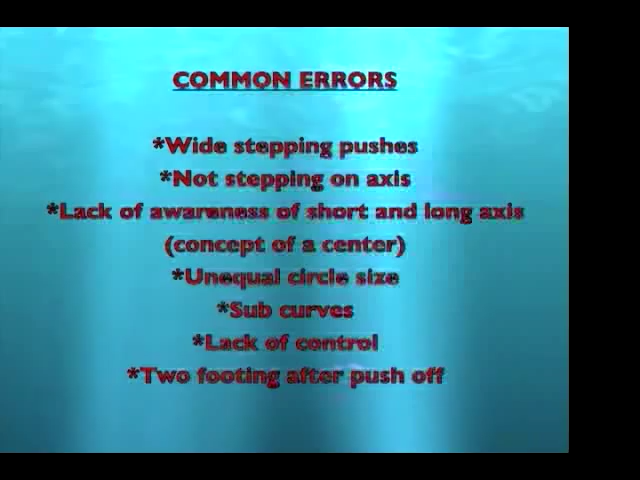 COMMON ERRORS
*Wide stepping pushes
*Not stepping on axis
*Lack of awareness of short and long axis
(concept of a center)
*Unequal circle size
*Sub curves
*Lack of control
*Two footing after push off